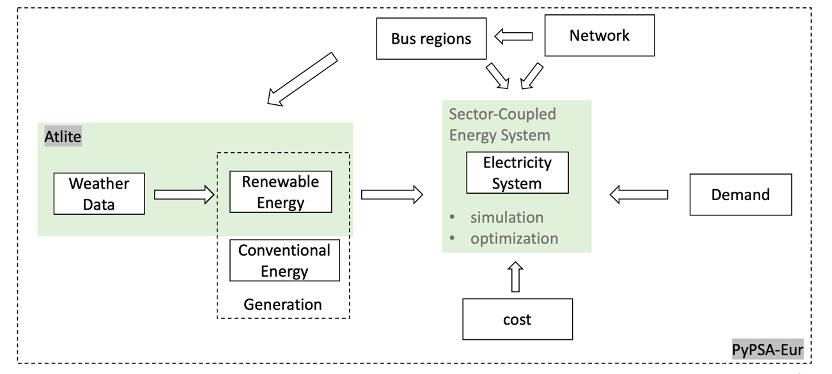 Bus regions
Network
Atlite
Sector-Coupled
Energy System
Electricity
System
Weather
Data
Renewable
Energy
Demand
• simulation
• optimization
Conventional
Energy
Generation
cost
PyPSA-Eur